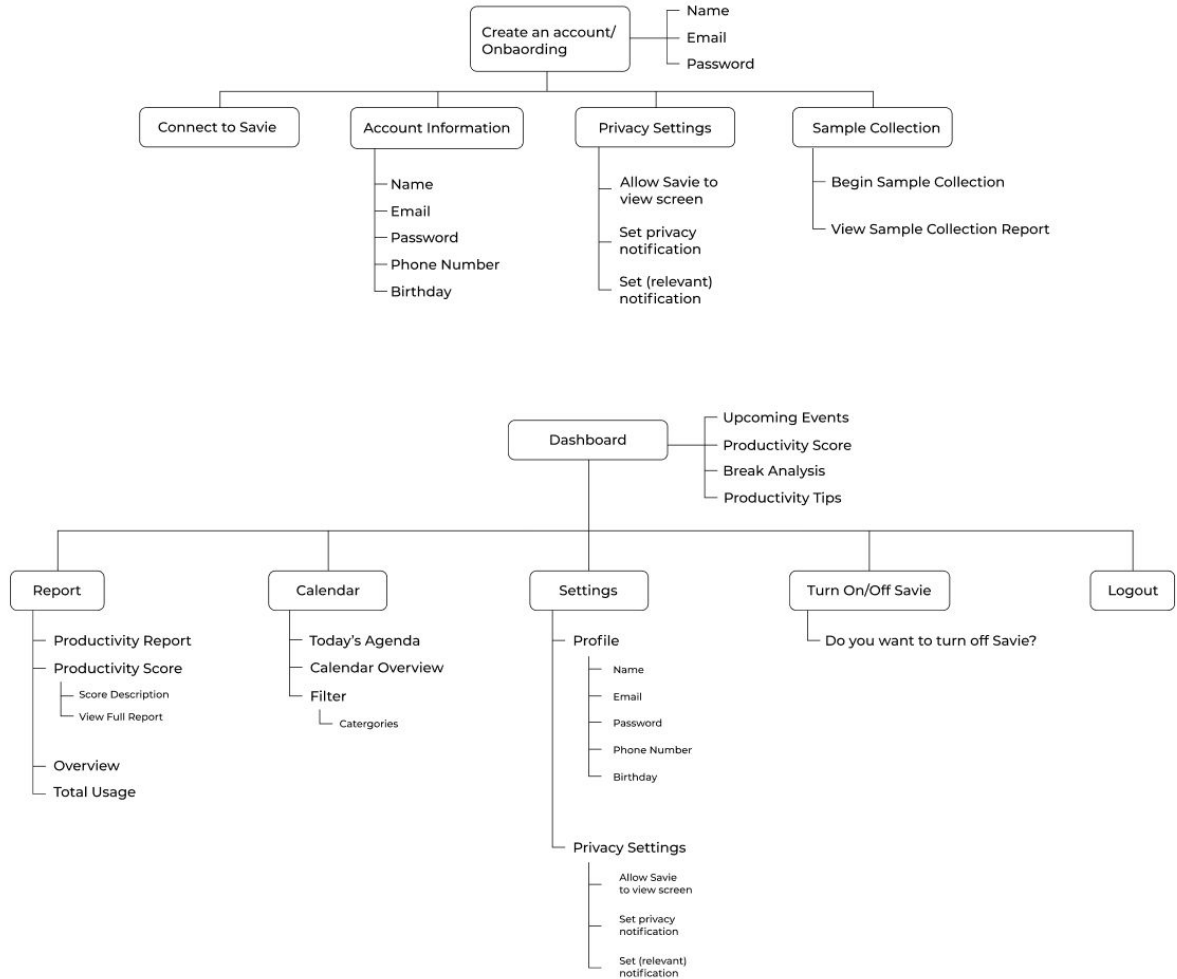 Create an account/
Onbaording
Name
Email
Password
Connect to Savie
Account Information
Privacy Settings
Sample Collection
Name
Email
Password
Phone Number
Birthday
Allow Savie to
view screen
Set privacy
notification
Set (relevant)
notification
Begin Sample Collection
View Sample Collection Report
Dashboard
Upcoming Events
Productivity Score
Break Analysis
Productivity Tips
Report
Calendar
Settings
Turn On/Off Savie
Logout
Productivity Report
Productivity Score
Score Description
View Full Report
Overview
Total Usage
Today’s Agenda
Calendar Overview
Filter
Catergories
Profile
Name
Email
Password
Phone Number
Birthday
Privacy Settings
Allow Savie
to view screen
Set privacy
notification
Set (relevant)
notification
Do you want to turn off Savie?